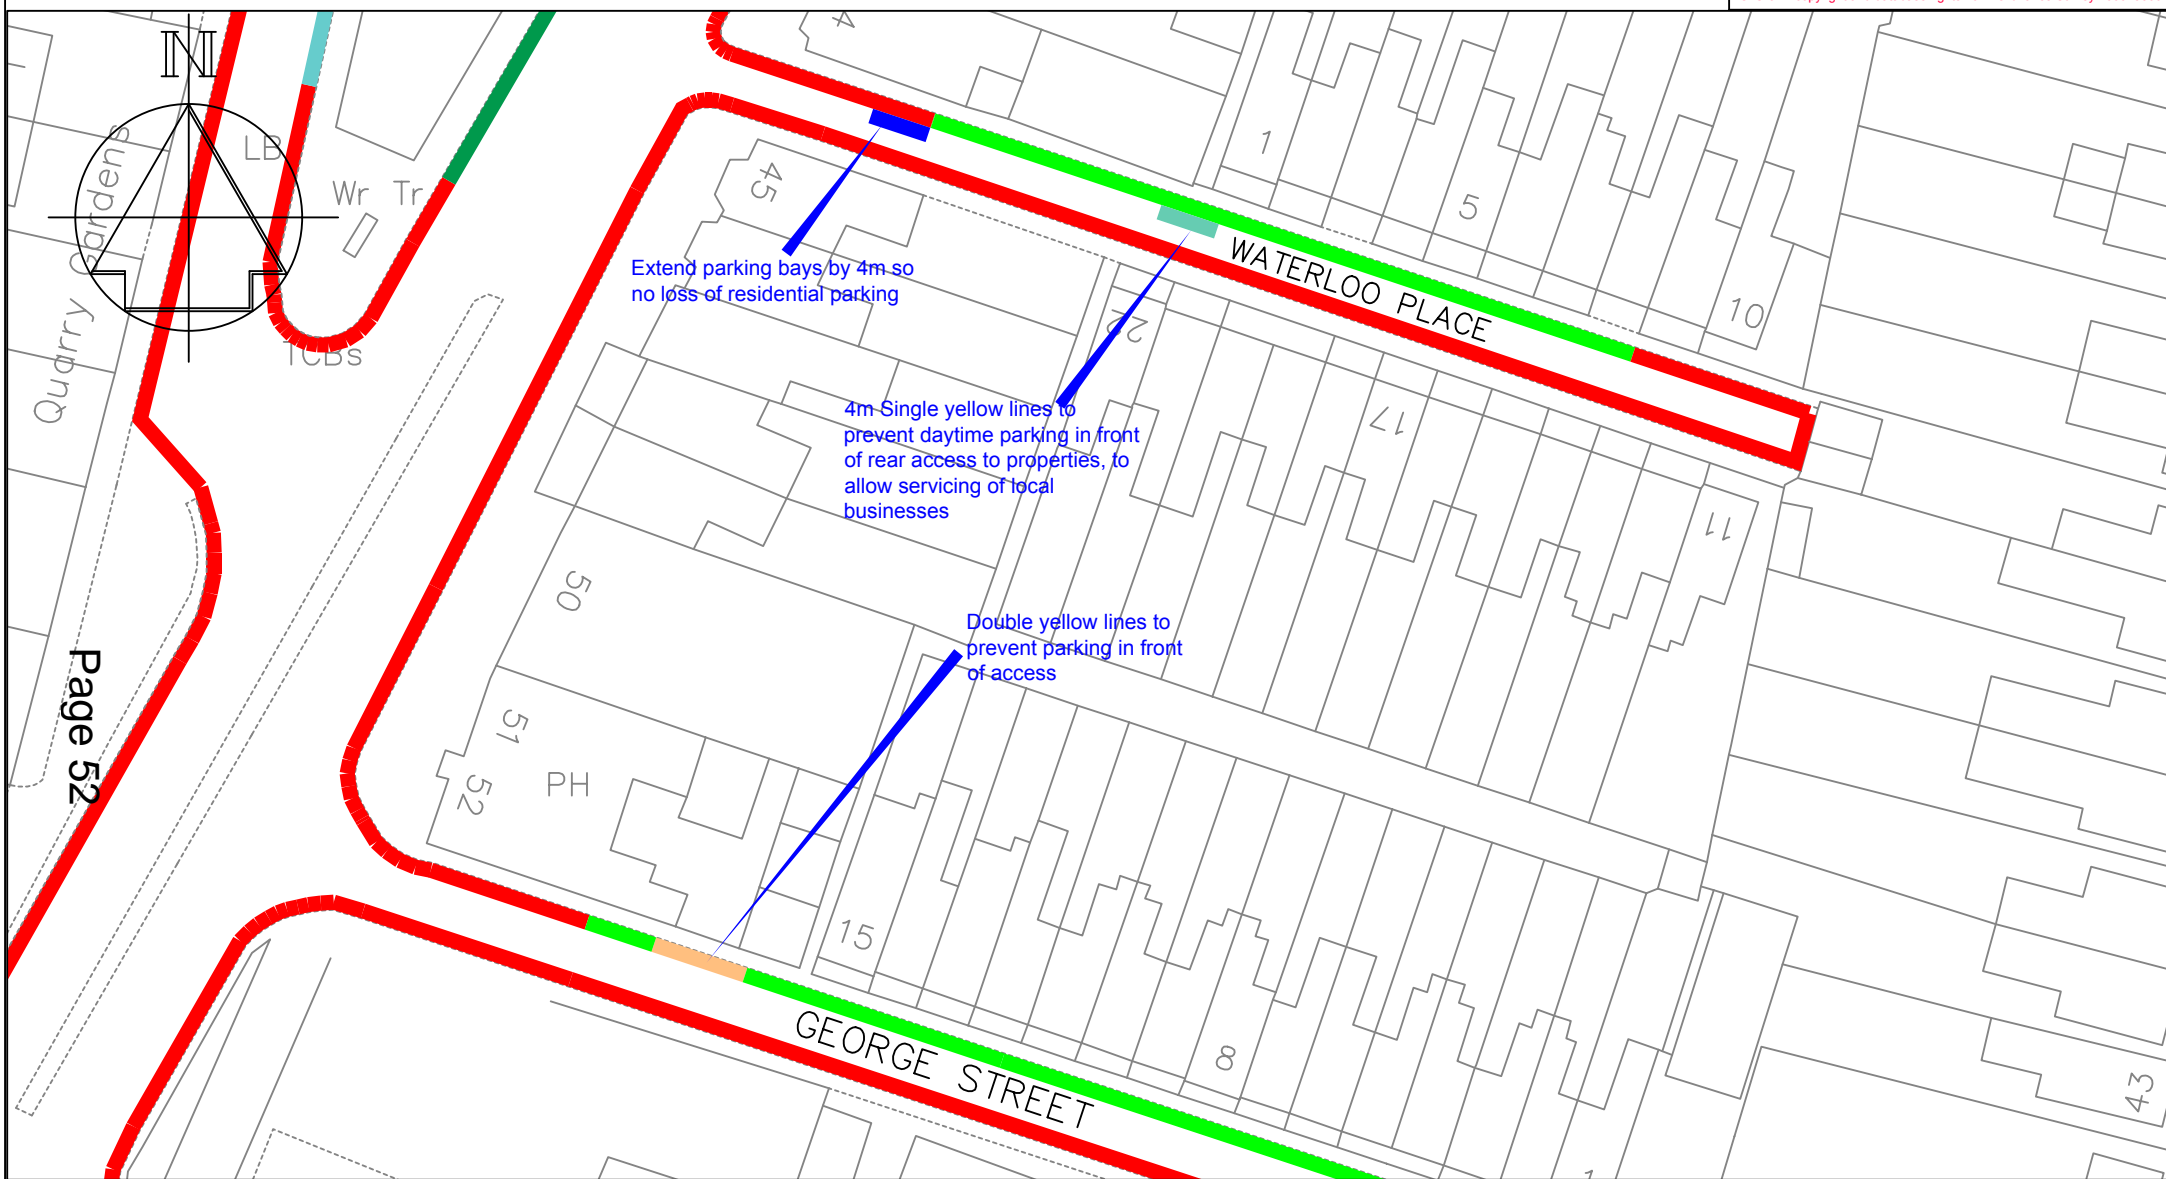 N
4
LB
Wr Tr
Quarry Gardens
TCBs
45
1
5
10
Extend parking bays by 4m so
no loss of residential parking
WATERLOO PLACE
22
17
11
4m Single yellow lines to
prevent daytime parking in front
of rear access to properties, to
allow servicing of local
businesses
50
Double yellow lines to
prevent parking in front
of access
Page 52
51
52
PH
15
8
GEORGE STREET
43
1